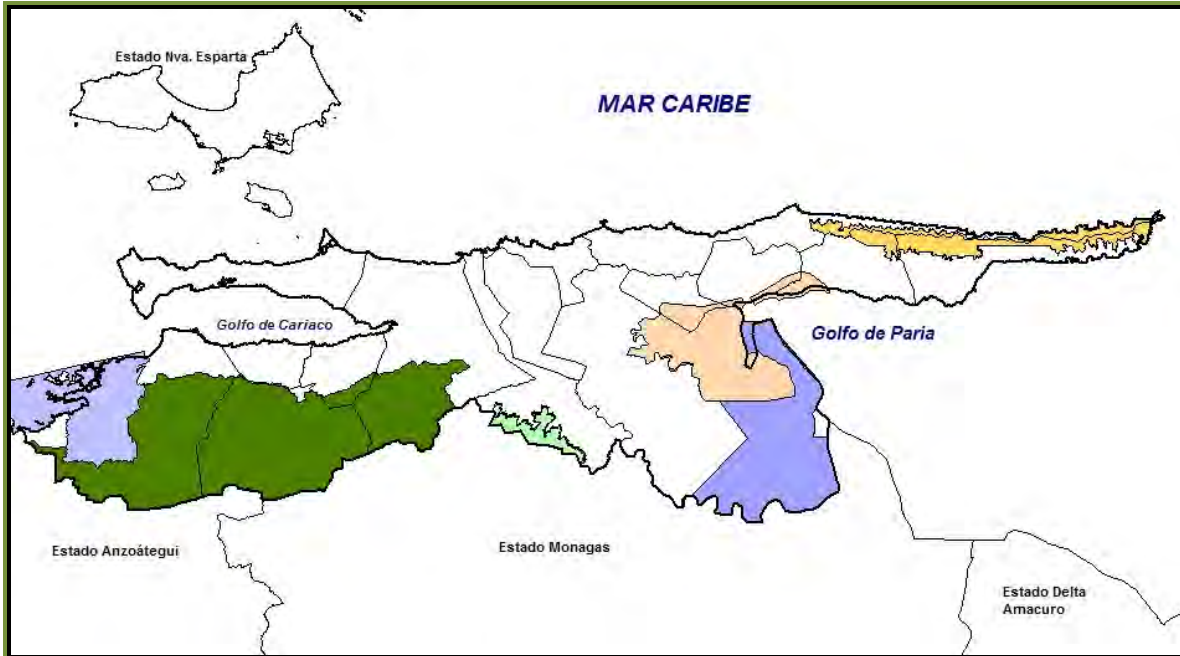 Estado Nva. Esparta
MAR CARIBE
Golfo de Cariaco
Golfo de Paria
Estado Anzoátegui
Estado Monagas
Estado Delta
Amacuro